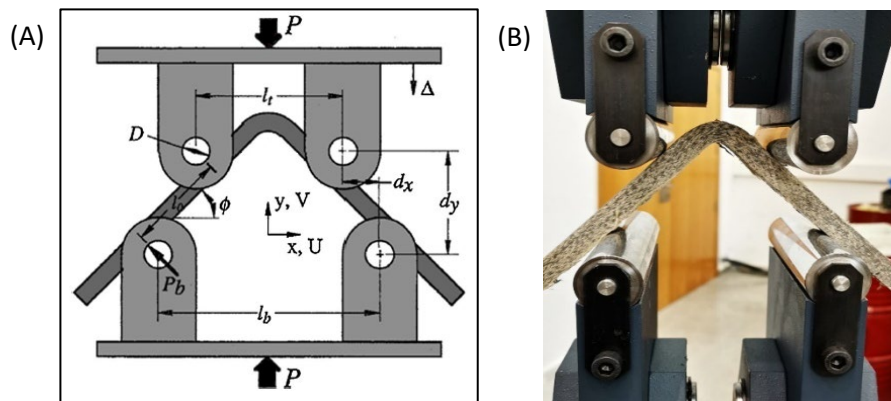 (A)
P
Δ
l_t
D
d_x
d_y
l_o
ϕ
y, V
x, U
P_b
l_b
P
(B)